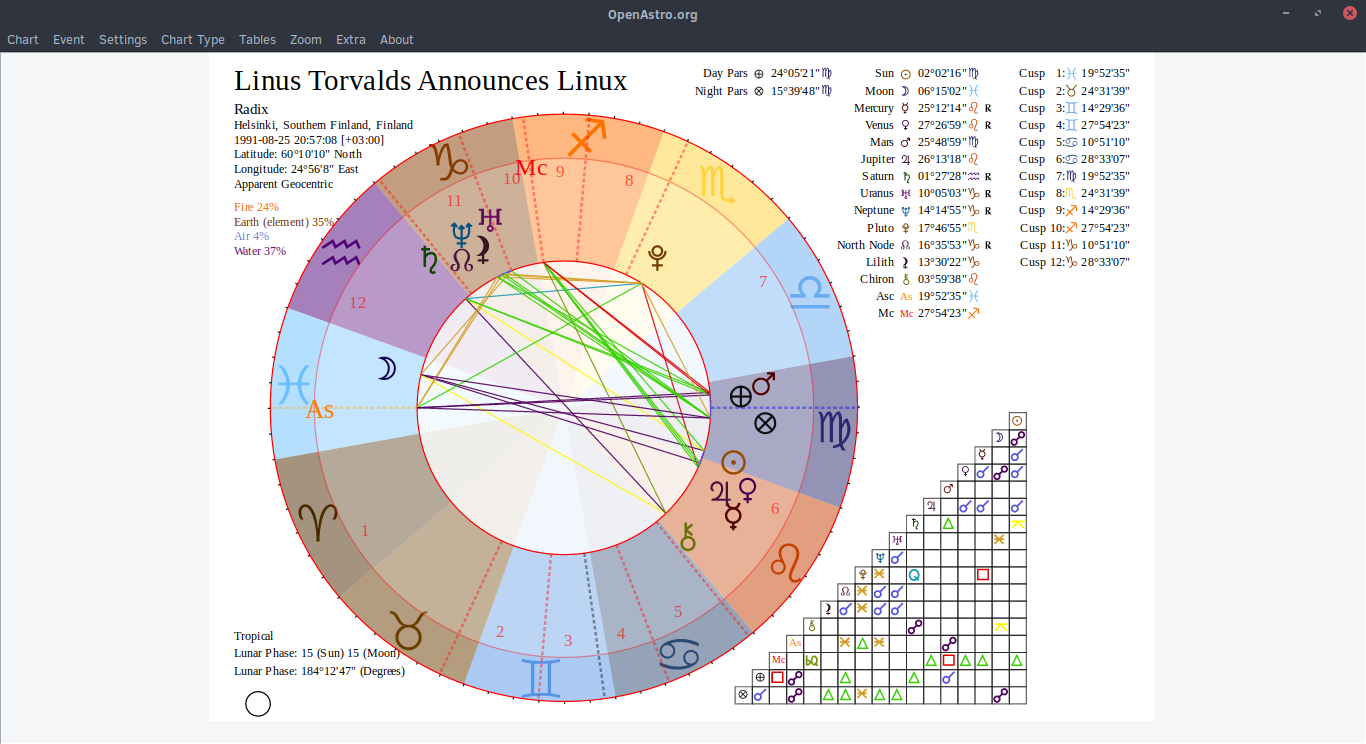 OpenAstro.org
Chart Event Settings Chart Type Tables Zoom Extra About
Linus Torvalds Announces Linux
Radix
Helsinki, Southern Finland, Finland
1991-08-25 20:57:08 [+03:00]
Latitude: 60°10'10" North
Longitude: 24°56'8" East
Apparent Geocentric
Fire 24%
Earth (element) 35%
Air 4%
Water 37%
Day Pars ⊕ 24°05'21" ♍
Night Pars ⊗ 15°39'48" ♍
Sun ☉ 02°02'16" ♍
Moon ☽ 06°15'02" ♓
Mercury ☿ 25°12'14" ♌ R
Venus ♀ 27°26'59" ♌ R
Mars ♂ 25°48'59" ♍
Jupiter ♃ 26°13'18" ♌
Saturn ♄ 01°27'28" ♒ R
Uranus ♅ 10°05'03" ♑ R
Neptune ♆ 14°14'55" ♑ R
Pluto 17°46'55" ♏
North Node ☊ 16°35'53" ♑ R
Lilith ⚸ 13°30'22" ♑
Chiron ⚷ 03°59'38" ♌
Asc As 19°52'35" ♓
Mc Mc 27°54'23" ♐
Cusp 1: ♓ 19°52'35"
Cusp 2: ♉ 24°31'39"
Cusp 3: ♊ 14°29'36"
Cusp 4: ♊ 27°54'23"
Cusp 5: ♋ 10°51'10"
Cusp 6: ♋ 28°33'07"
Cusp 7: ♍ 19°52'35"
Cusp 8: ♏ 24°31'39"
Cusp 9: ♐ 14°29'36"
Cusp 10: ♐ 27°54'23"
Cusp 11: ♑ 10°51'10"
Cusp 12: ♑ 28°33'07"
Mc
10
9
8
11
7
12
As
1
6
5
2
3
4
As
Mc
Q
bQ
Tropical
Lunar Phase: 15 (Sun) 15 (Moon)
Lunar Phase: 184°12'47" (Degrees)